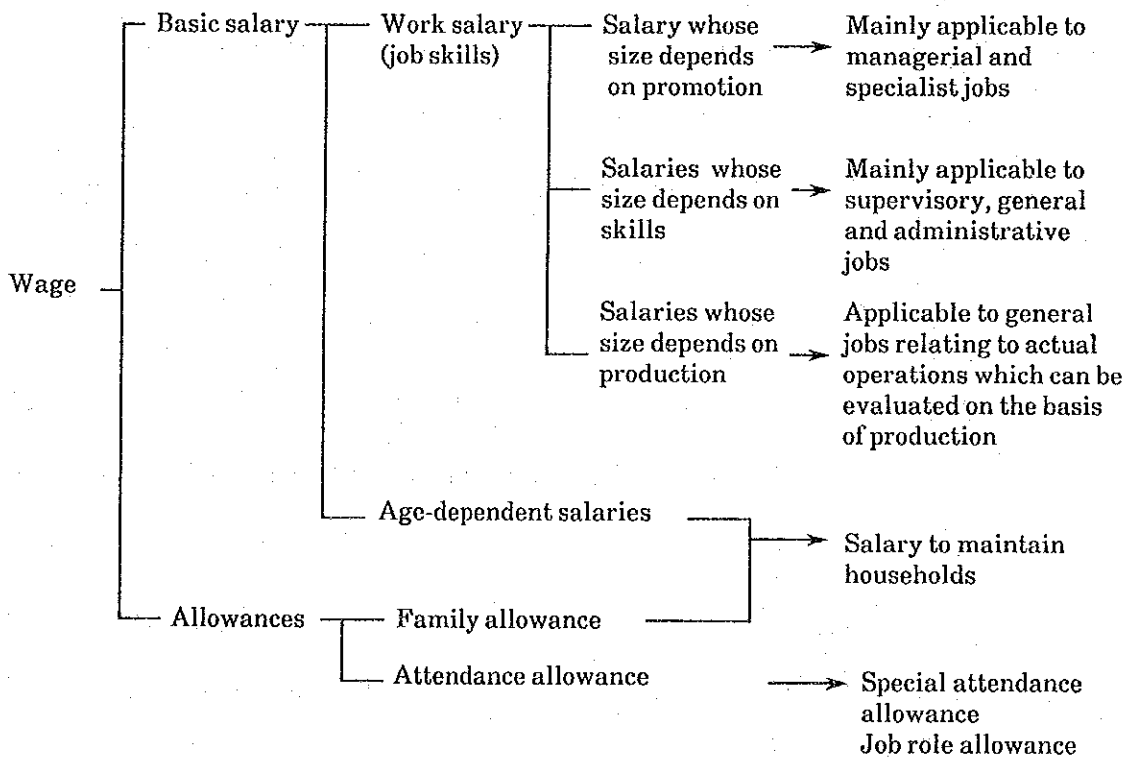 Basic salary
Work salary
(job skills)
Salary whose
size depends
on promotion
Mainly applicable to
managerial and
specialist jobs
Salaries whose
size depends on
skills
Mainly applicable to
supervisory, general
and administrative
jobs
Wage
Salaries whose
size depends on
production
Applicable to general
jobs relating to actual
operations which can be
evaluated on the basis
of production
Age-dependent salaries
Salary to maintain
households
Allowances
Family allowance
Attendance allowance
Special attendance
allowance
Job role allowance